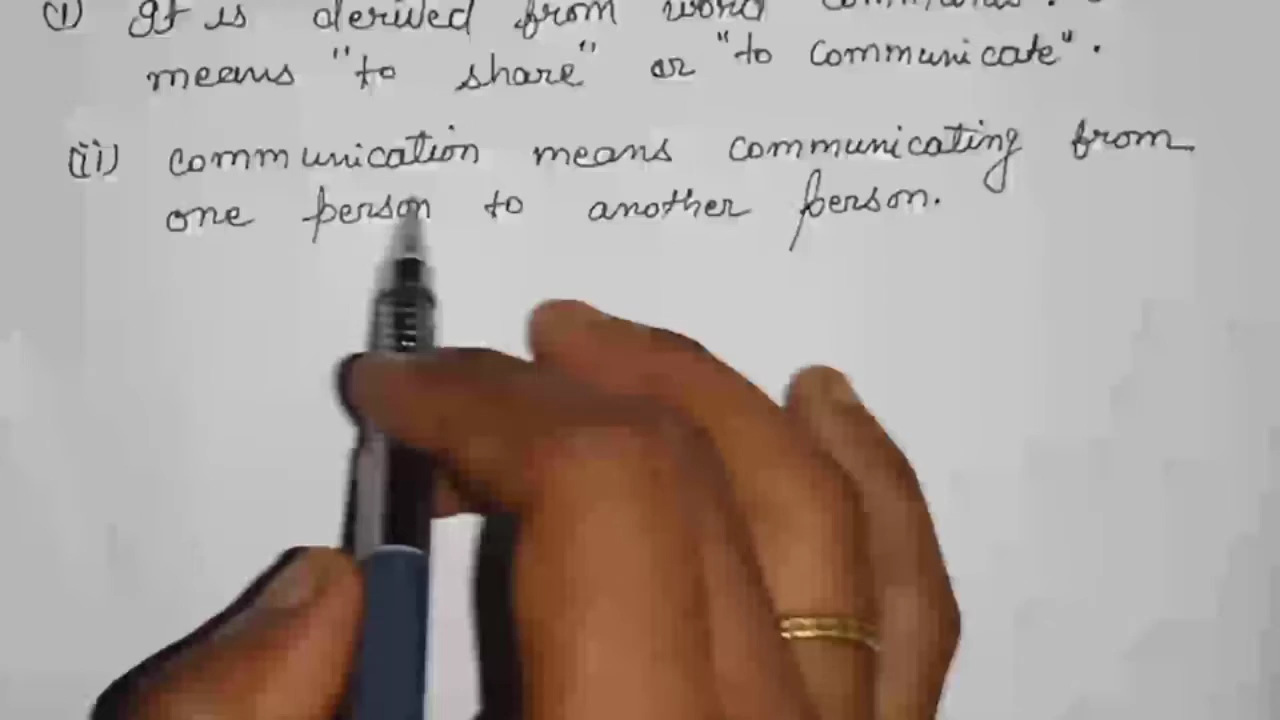 (i) It is derived from word
means "to share" or "to communicate".
(ii) communication means communicating from
one person to another person.